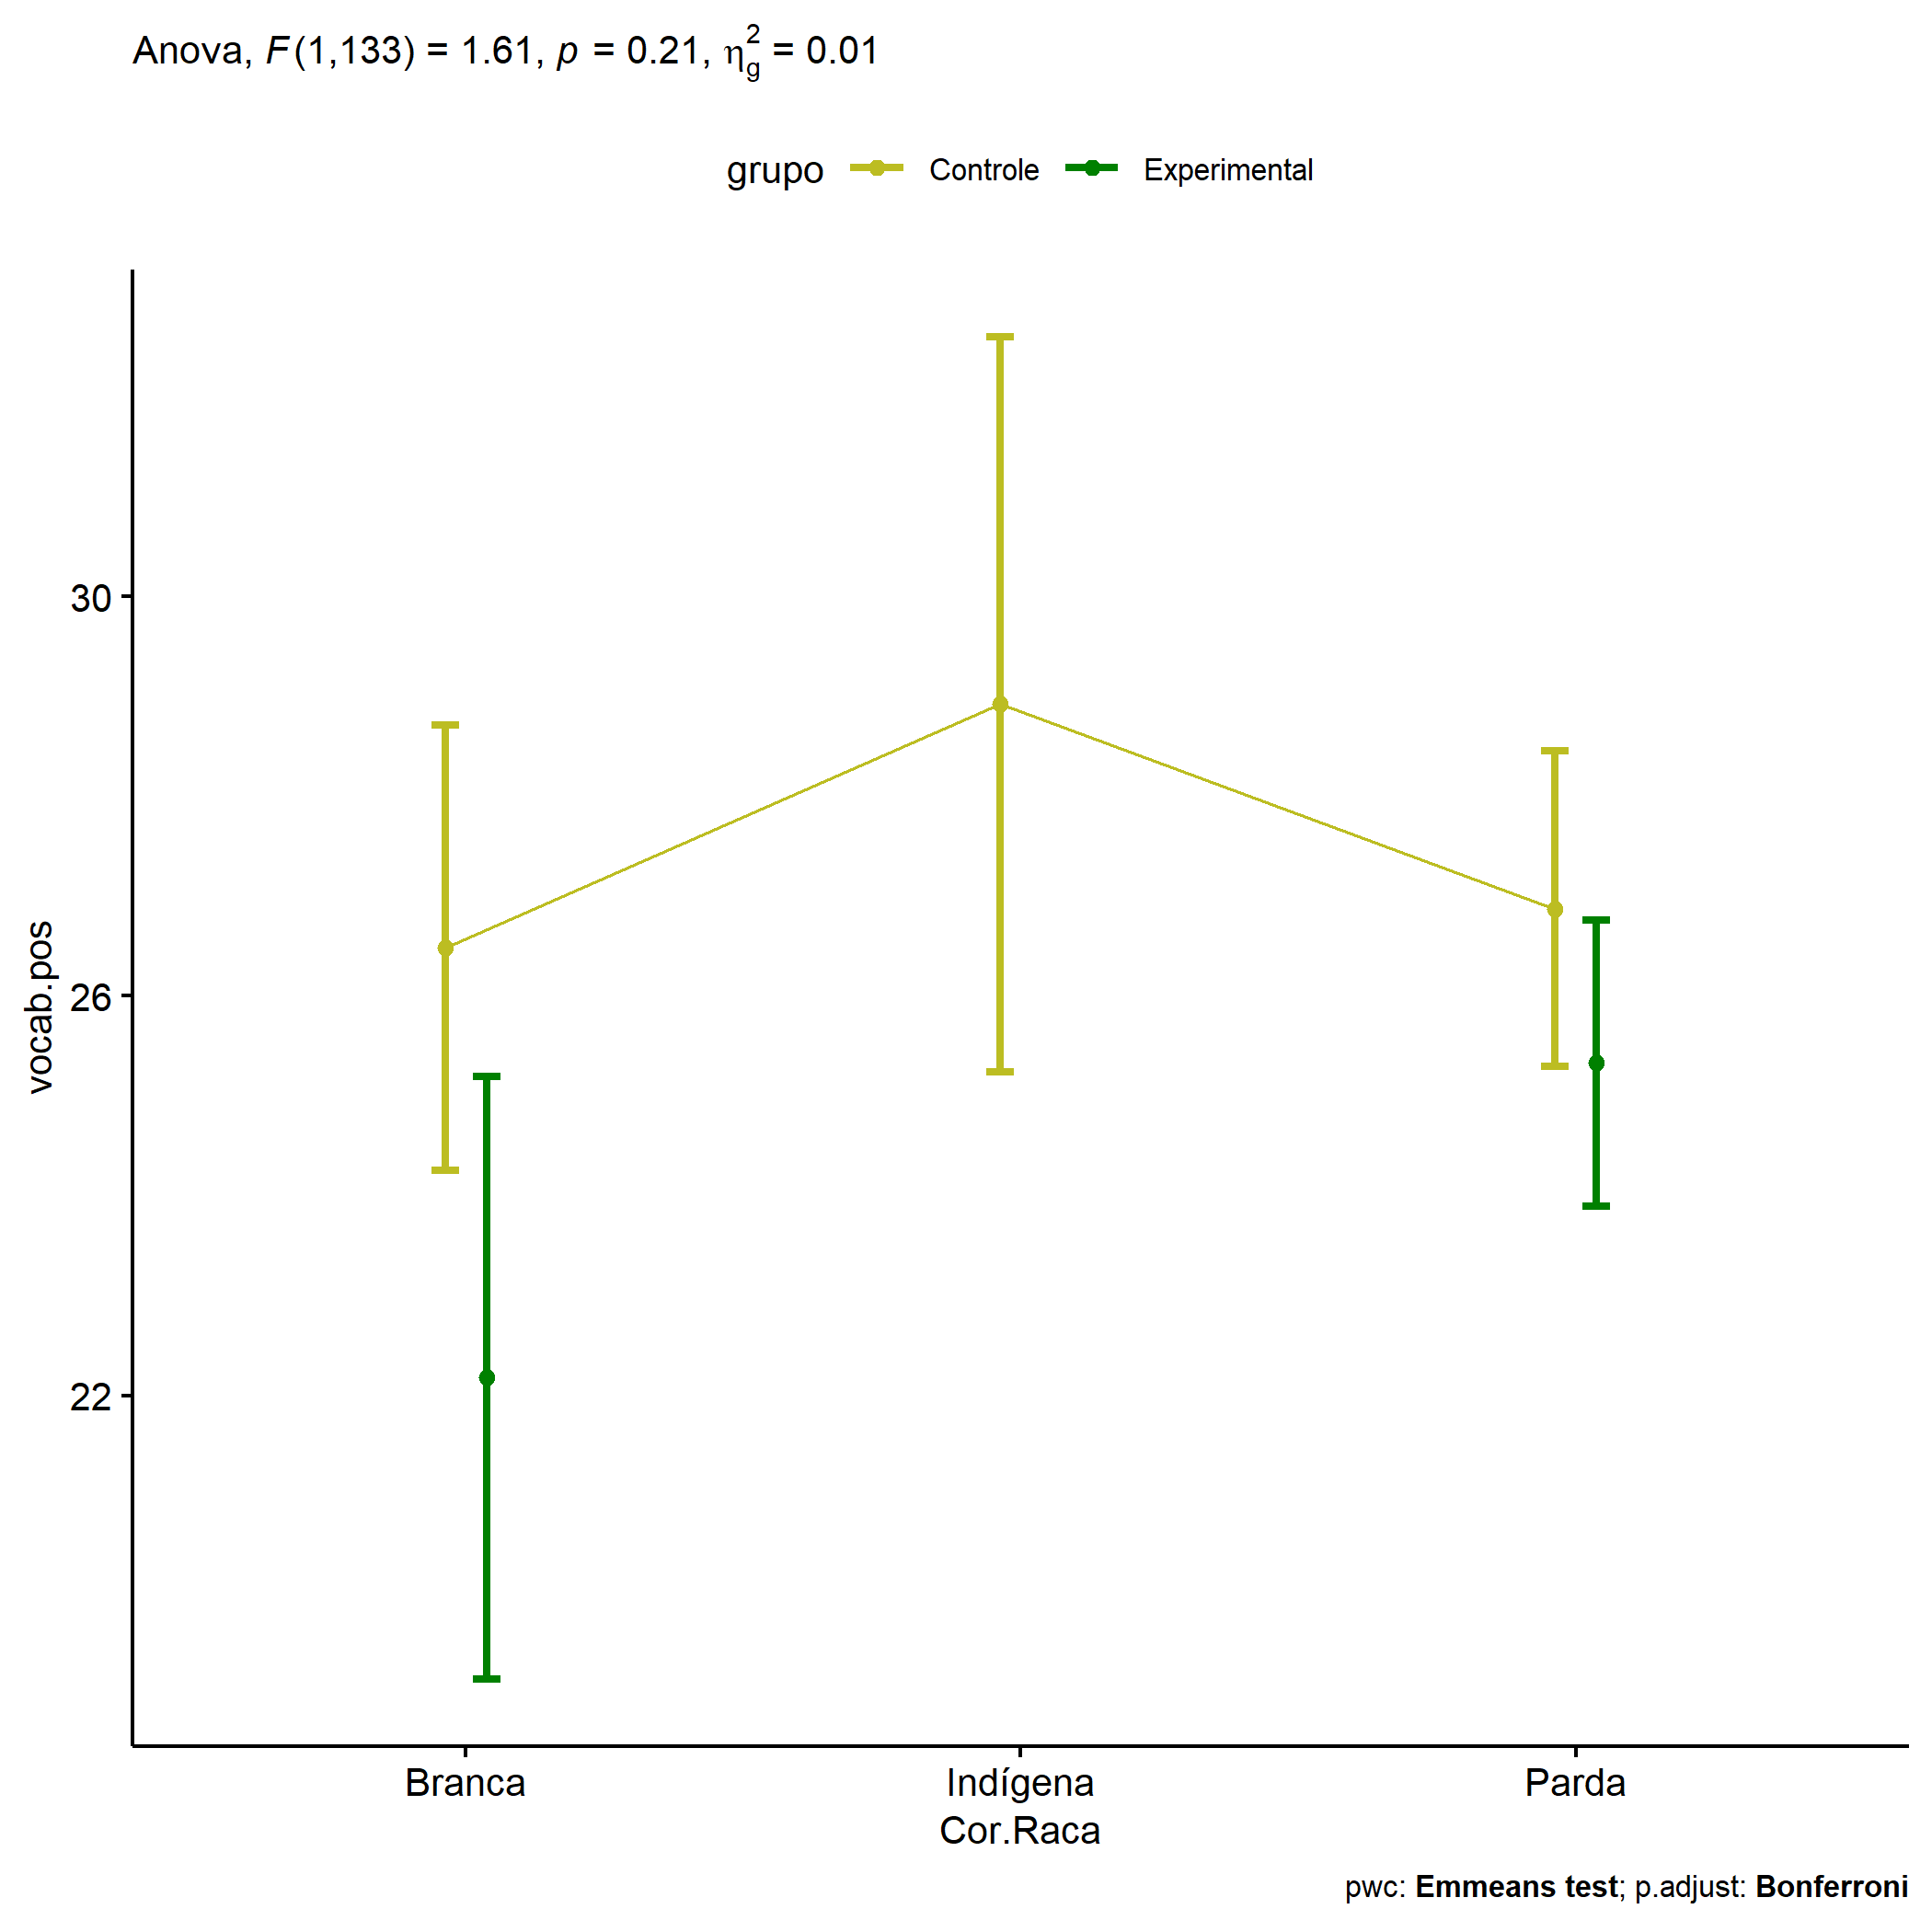 Anova, F(1,133) = 1.61, p = 0.21, η²g = 0.01
grupo Controle Experimental
30
26
22
vocab.pos
Branca Indígena Parda
Cor.Raca
pwc: Emmeans test; p.adjust: Bonferroni